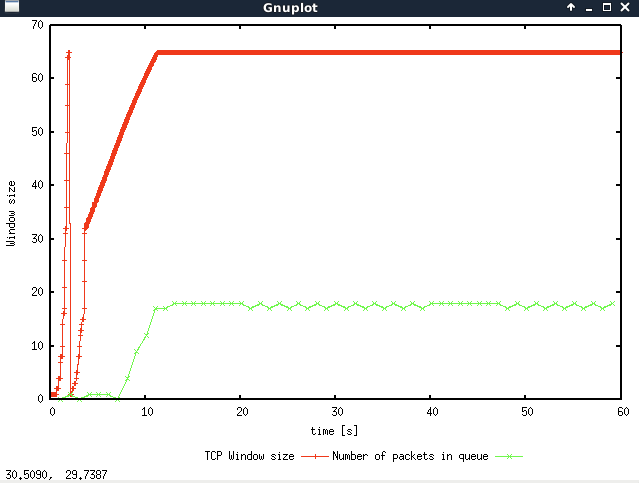 Gnuplot
70
60
50
40
30
20
10
0
Window size
0 10 20 30 40 50 60
time [s]
TCP Window size Number of packets in queue
30.5090, 29.7387